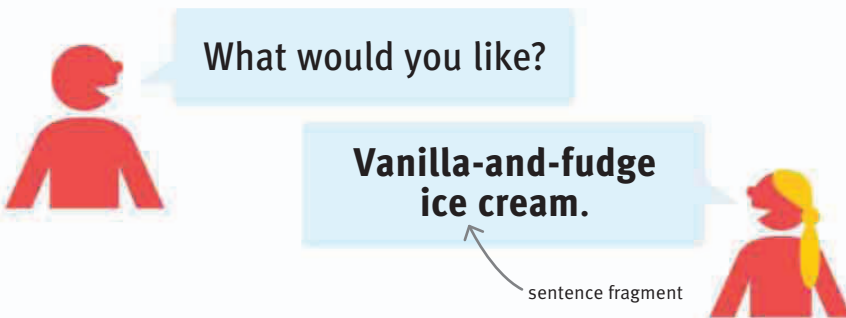 What would you like?
Vanilla-and-fudge
ice cream.
sentence fragment